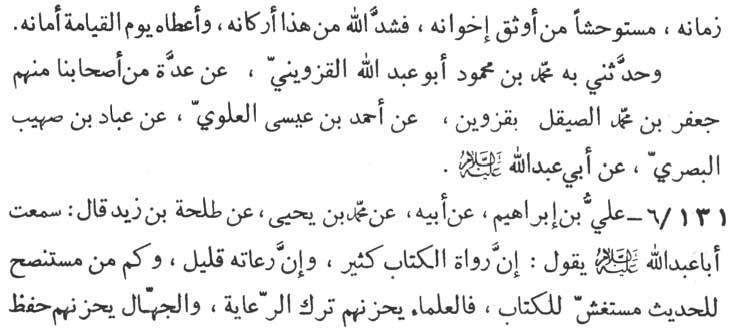 زمانه ، مستوحشاً من أوثق إخوانه ، فشدَّ الله من هذا أركانه ، وأعطاه يوم القيامة أمانه.
وحدَّثني به محمّد بن محمود أبو عبد الله القزوينيّ ، عن عدَّة من أصحابنا منهم
جعفر بن محمّد الصيقل بقزوين ، عن أحمد بن عيسى العلويّ ، عن عباد بن صهيب
البصريّ ، عن أبي عبدالله عليه السلام .
٦/١٣١ – عليُّ بن إبراهيم ، عن أبيه ، عن محمّد بن يحيى ، عن طلحة بن زيد قال : سمعت
أبا عبدالله عليه السلام يقول : إنَّ رواة الكتاب كثير ، وإنَّ رعاته قليل ، وكم من مستنصح
للحديث مستغشّ للكتاب ، فالعلماء يحزنهم ترك الرّعاية ، والجهّال يحزنهم حفظ